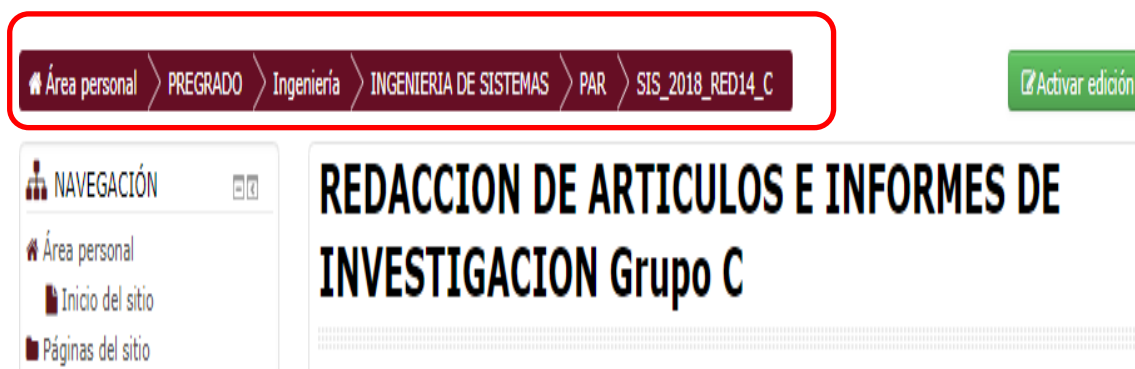 Área personal PREGRADO Ingeniería INGENIERIA DE SISTEMAS PAR SIS_2018_RED14_C
Activar edición
NAVEGACIÓN
Área personal
Inicio del sitio
Páginas del sitio
REDACCION DE ARTICULOS E INFORMES DE
INVESTIGACION Grupo C